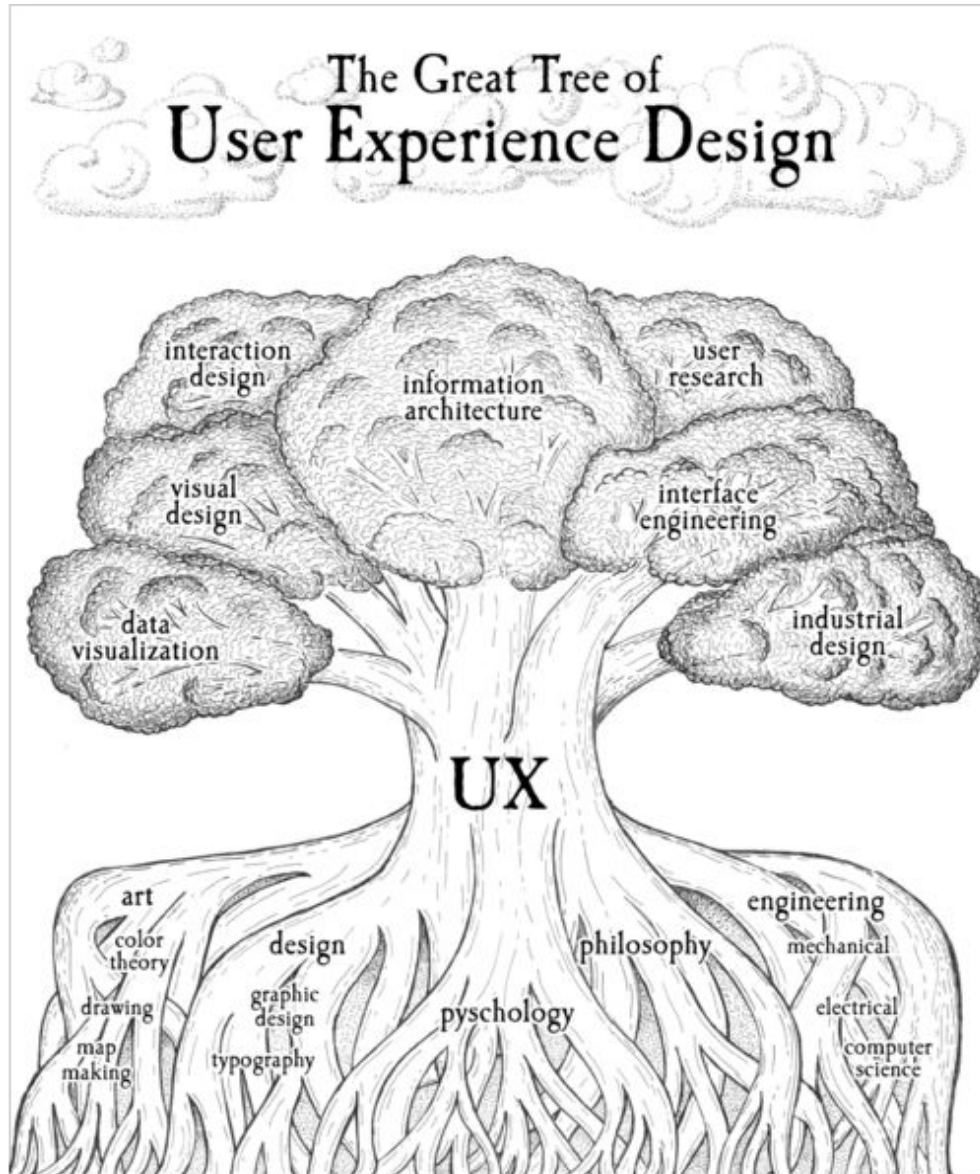 The Great Tree of
User Experience Design
interaction
design
information
architecture
user
research
visual
design
interface
engineering
data
visualization
industrial
design
UX
art
color
theory
drawing
map
making
design
graphic
design
typography
pyschology
philosophy
engineering
mechanical
electrical
computer
science